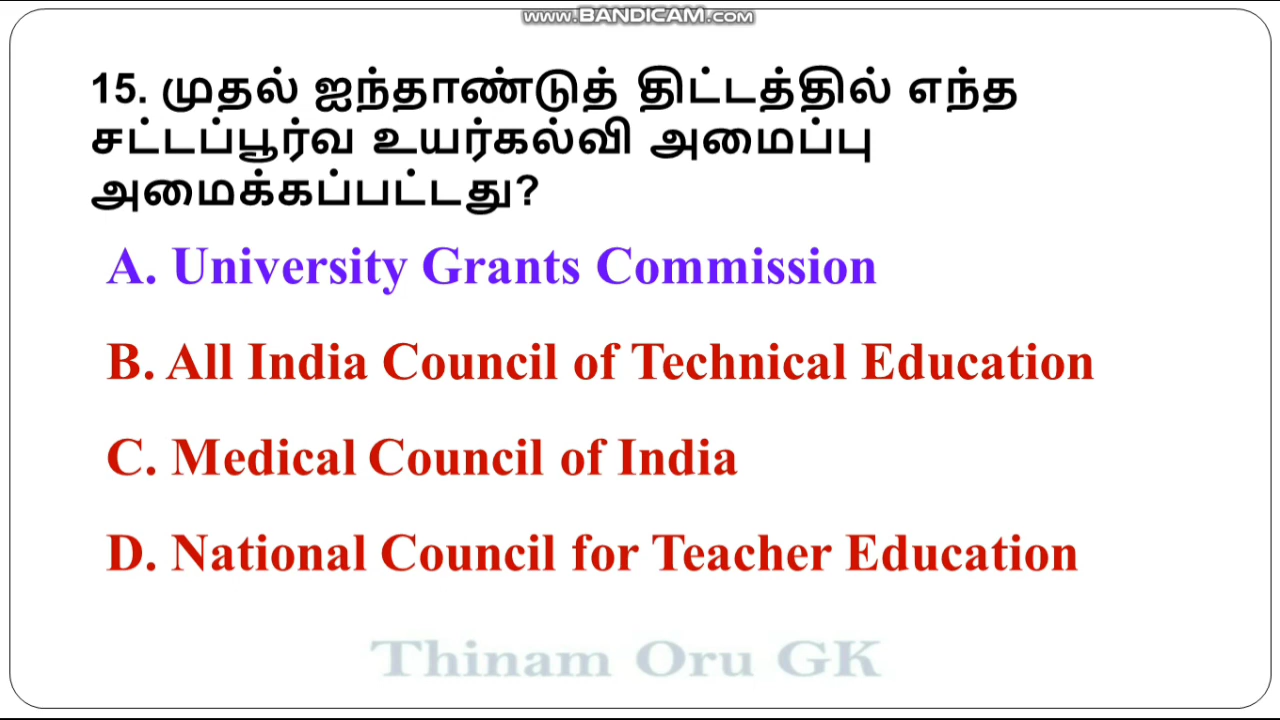 www.BANDICAM.com
15. முதல் ஐந்தாண்டுத் திட்டத்தில் எந்த
சட்டப்பூர்வ உயர்கல்வி அமைப்பு
அமைக்கப்பட்டது?
A. University Grants Commission
B. All India Council of Technical Education
C. Medical Council of India
D. National Council for Teacher Education
Thinam Oru GK